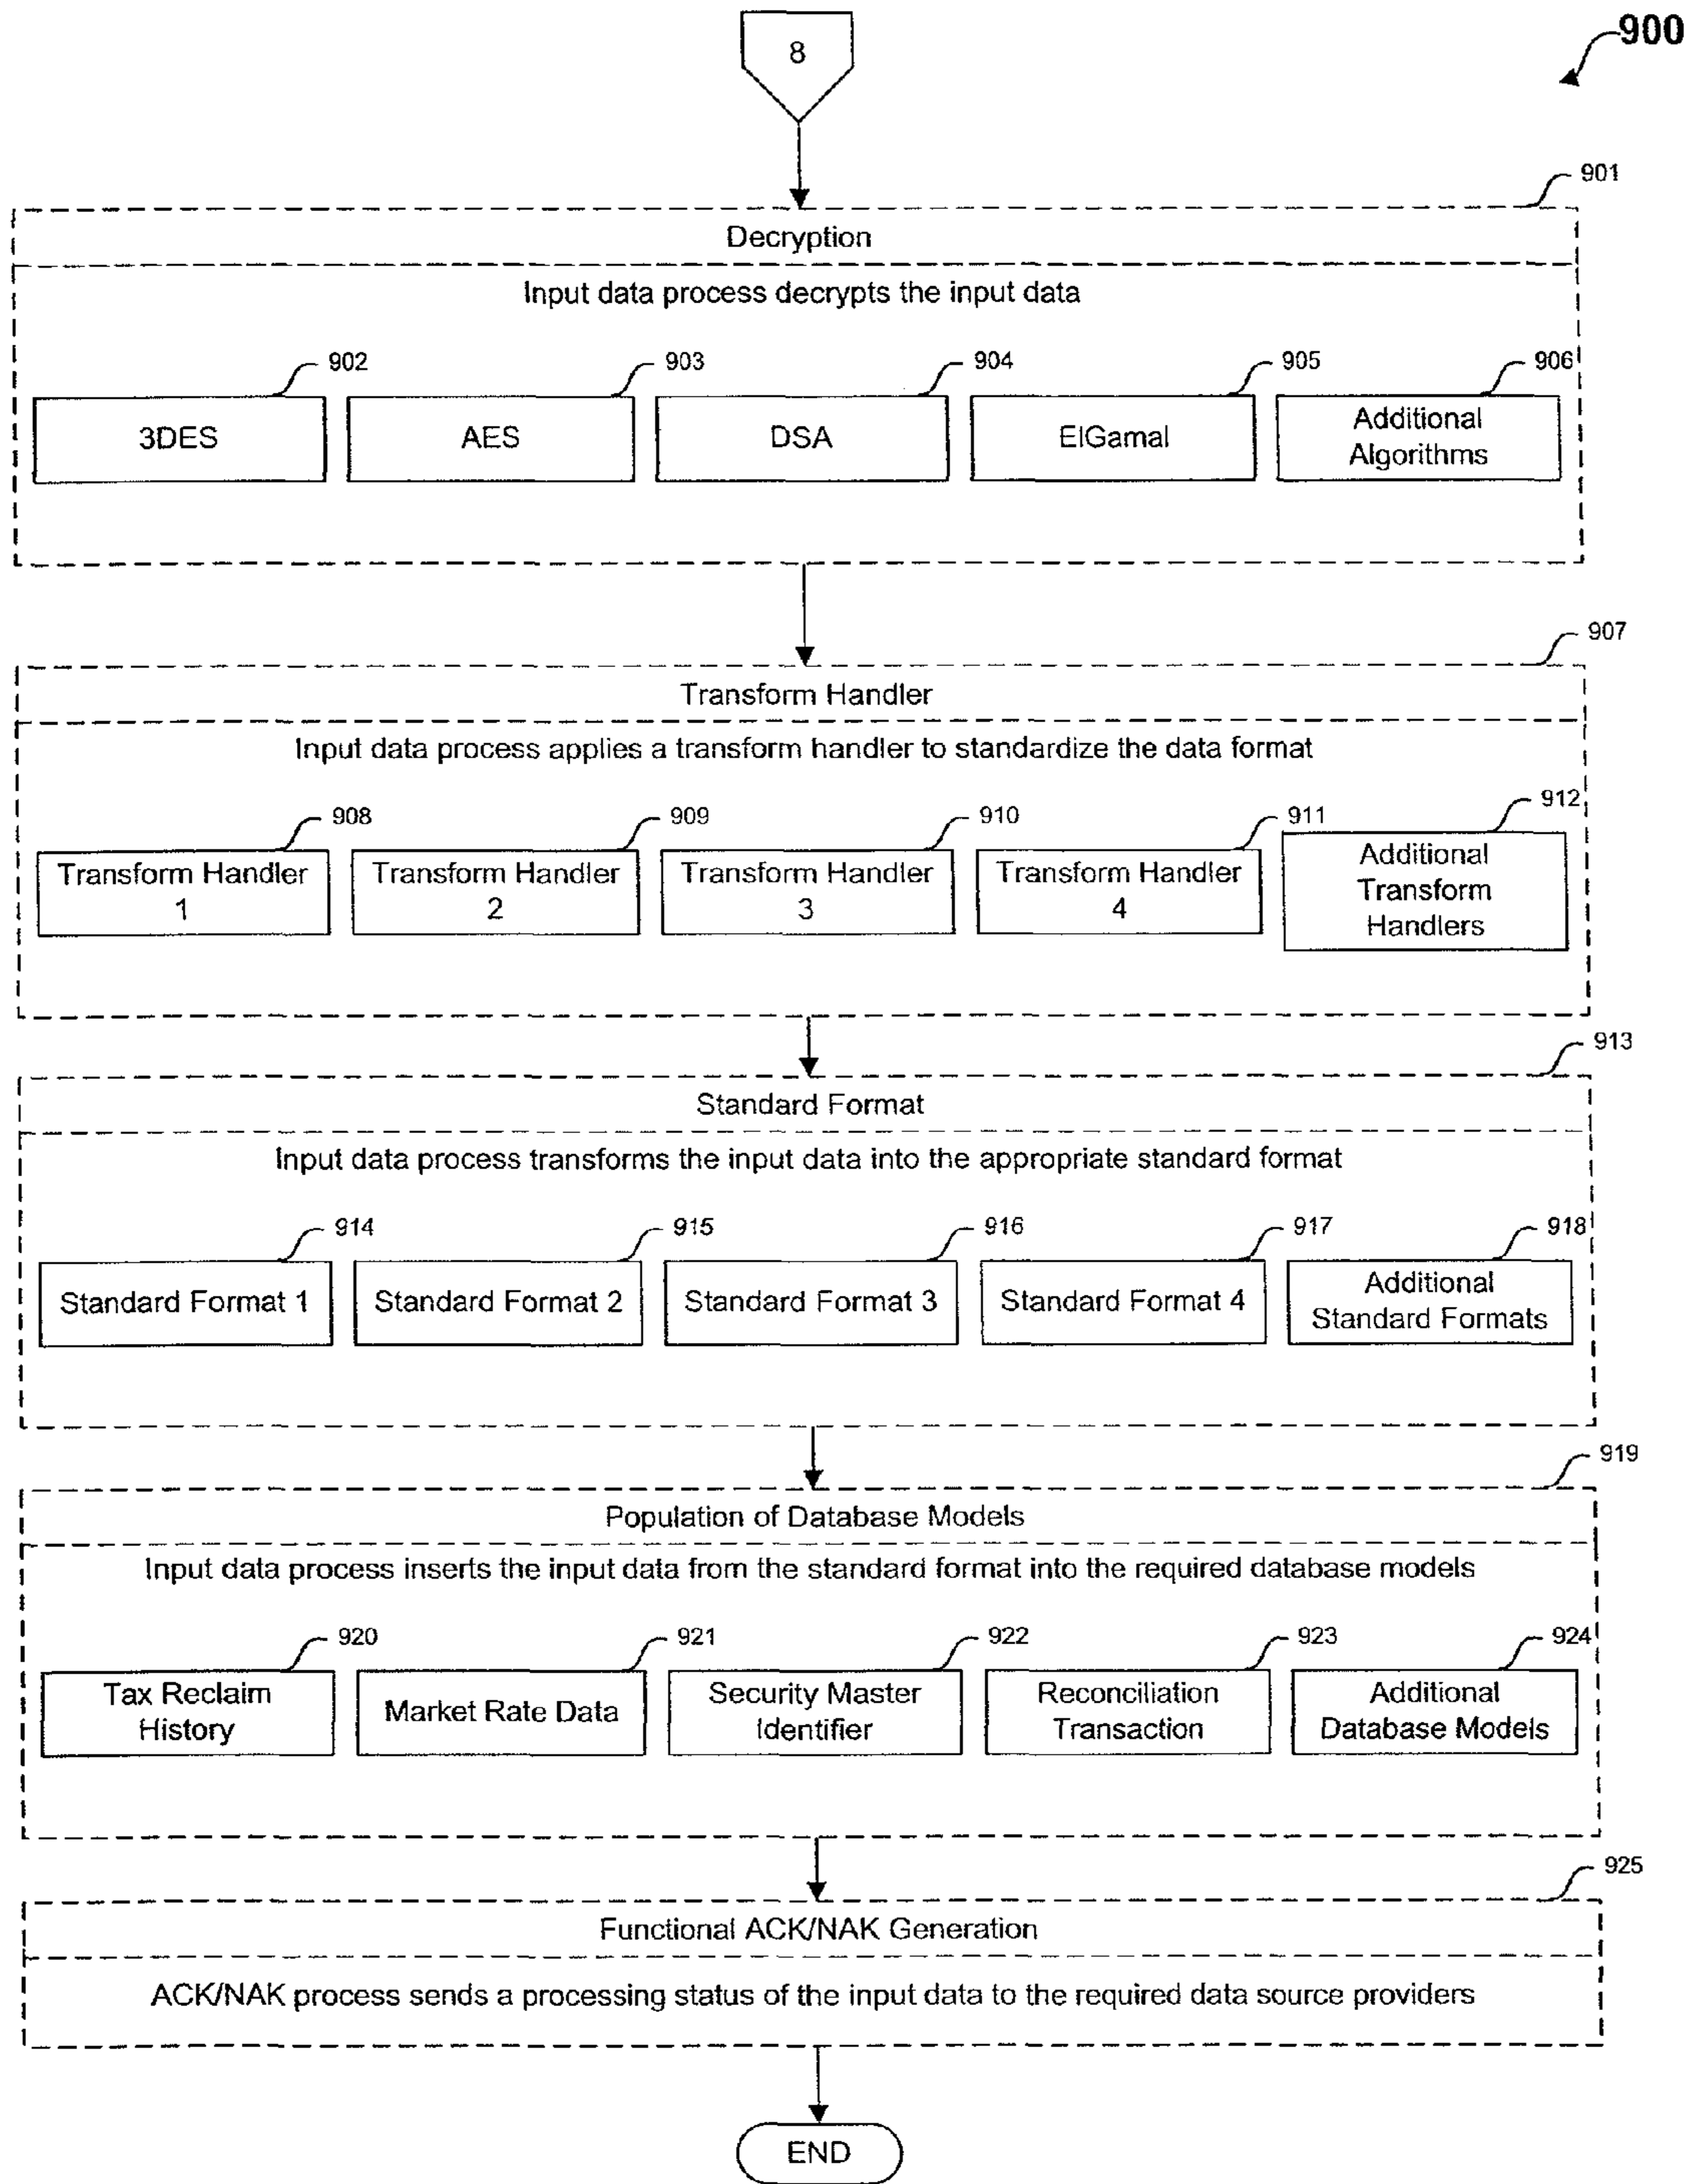 900
8
901
Decryption
Input data process decrypts the input data
902
903
904
905
906
3DES
AES
DSA
ElGamal
Additional
Algorithms
907
Transform Handler
Input data process applies a transform handler to standardize the data format
908
909
910
911
912
Transform Handler
1
Transform Handler
2
Transform Handler
3
Transform Handler
4
Additional
Transform
Handlers
913
Standard Format
Input data process transforms the input data into the appropriate standard format
914
915
916
917
918
Standard Format 1
Standard Format 2
Standard Format 3
Standard Format 4
Additional
Standard Formats
919
Population of Database Models
Input data process inserts the input data from the standard format into the required database models
920
921
922
923
924
Tax Reclaim
History
Market Rate Data
Security Master
Identifier
Reconciliation
Transaction
Additional
Database Models
925
Functional ACK/NAK Generation
ACK/NAK process sends a processing status of the input data to the required data source providers
END